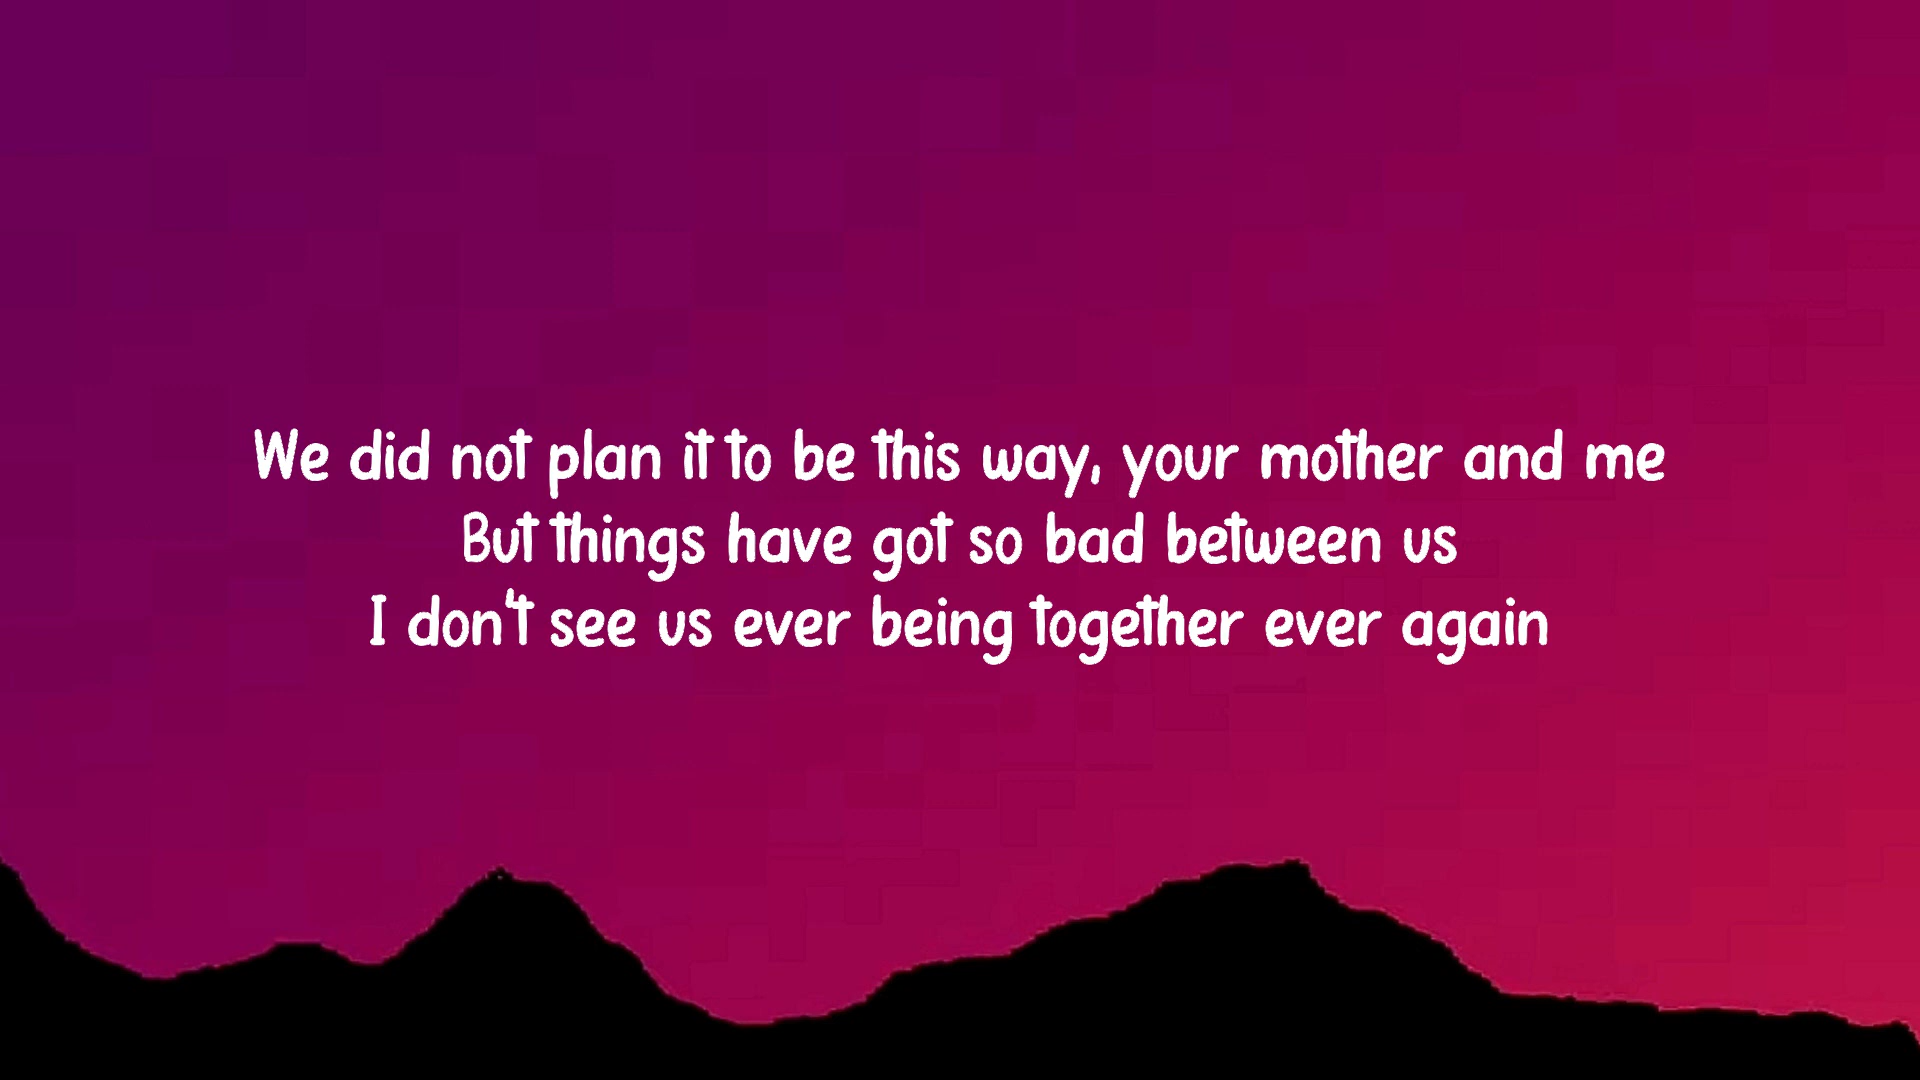 We did not plan it to be this way, your mother and me
But things have got so bad between us
I don't see us ever being together ever again